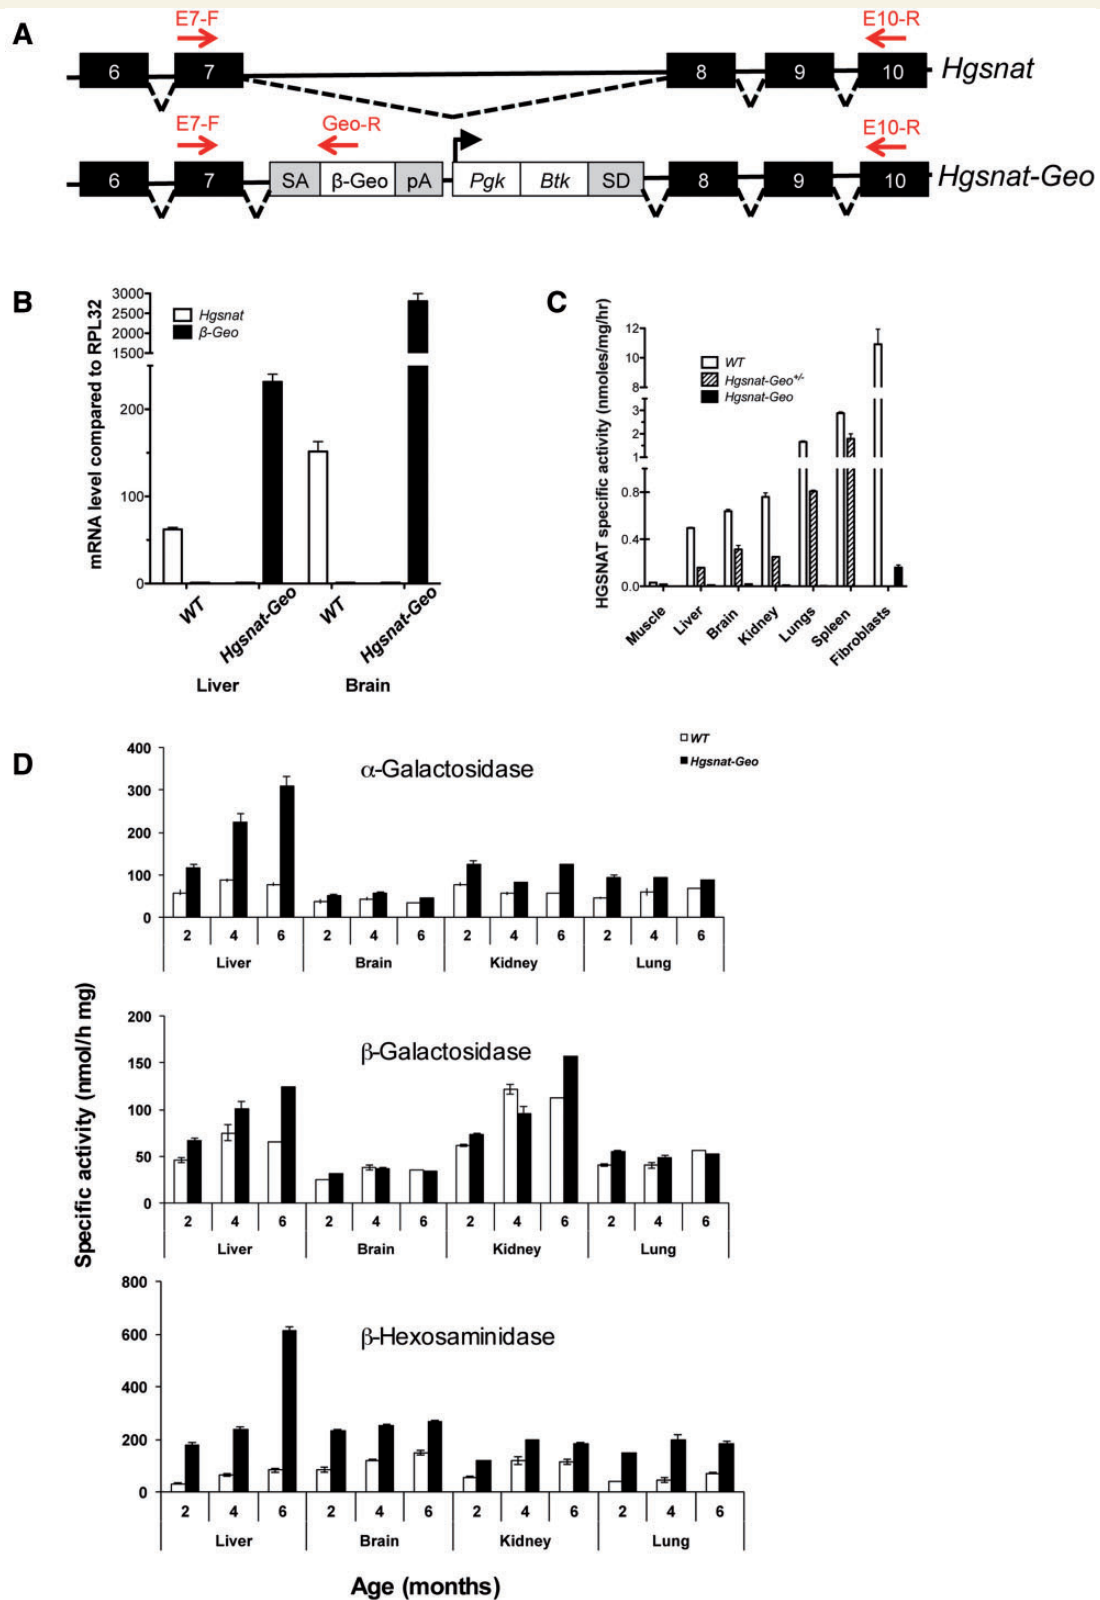 A
E7-F
E10-R
6 7 8 9 10 Hgsnat
E7-F Geo-R E10-R
6 7 SA β-Geo pA Pgk Btk SD 8 9 10 Hgsnat-Geo
B
mRNA level compared to RPL32
3000
2500
2000
1500
200
100
0
Hgsnat
β-Geo
WT Hgsnat-Geo WT Hgsnat-Geo
Liver Brain
C
HGSNAT specific activity (nmoles/mg/hr)
12
10
8
3
2
1
0.8
0.4
0.0
WT
Hgsnat-Geo+/-
Hgsnat-Geo
Muscle Liver Brain Kidney Lungs Spleen Fibroblasts
D
WT
Hgsnat-Geo
Specific activity (nmol/h mg)
α-Galactosidase
400
300
200
100
0
2 4 6 2 4 6 2 4 6 2 4 6
Liver Brain Kidney Lung
β-Galactosidase
200
150
100
50
0
2 4 6 2 4 6 2 4 6 2 4 6
Liver Brain Kidney Lung
β-Hexosaminidase
800
600
400
200
0
2 4 6 2 4 6 2 4 6 2 4 6
Liver Brain Kidney Lung
Age (months)